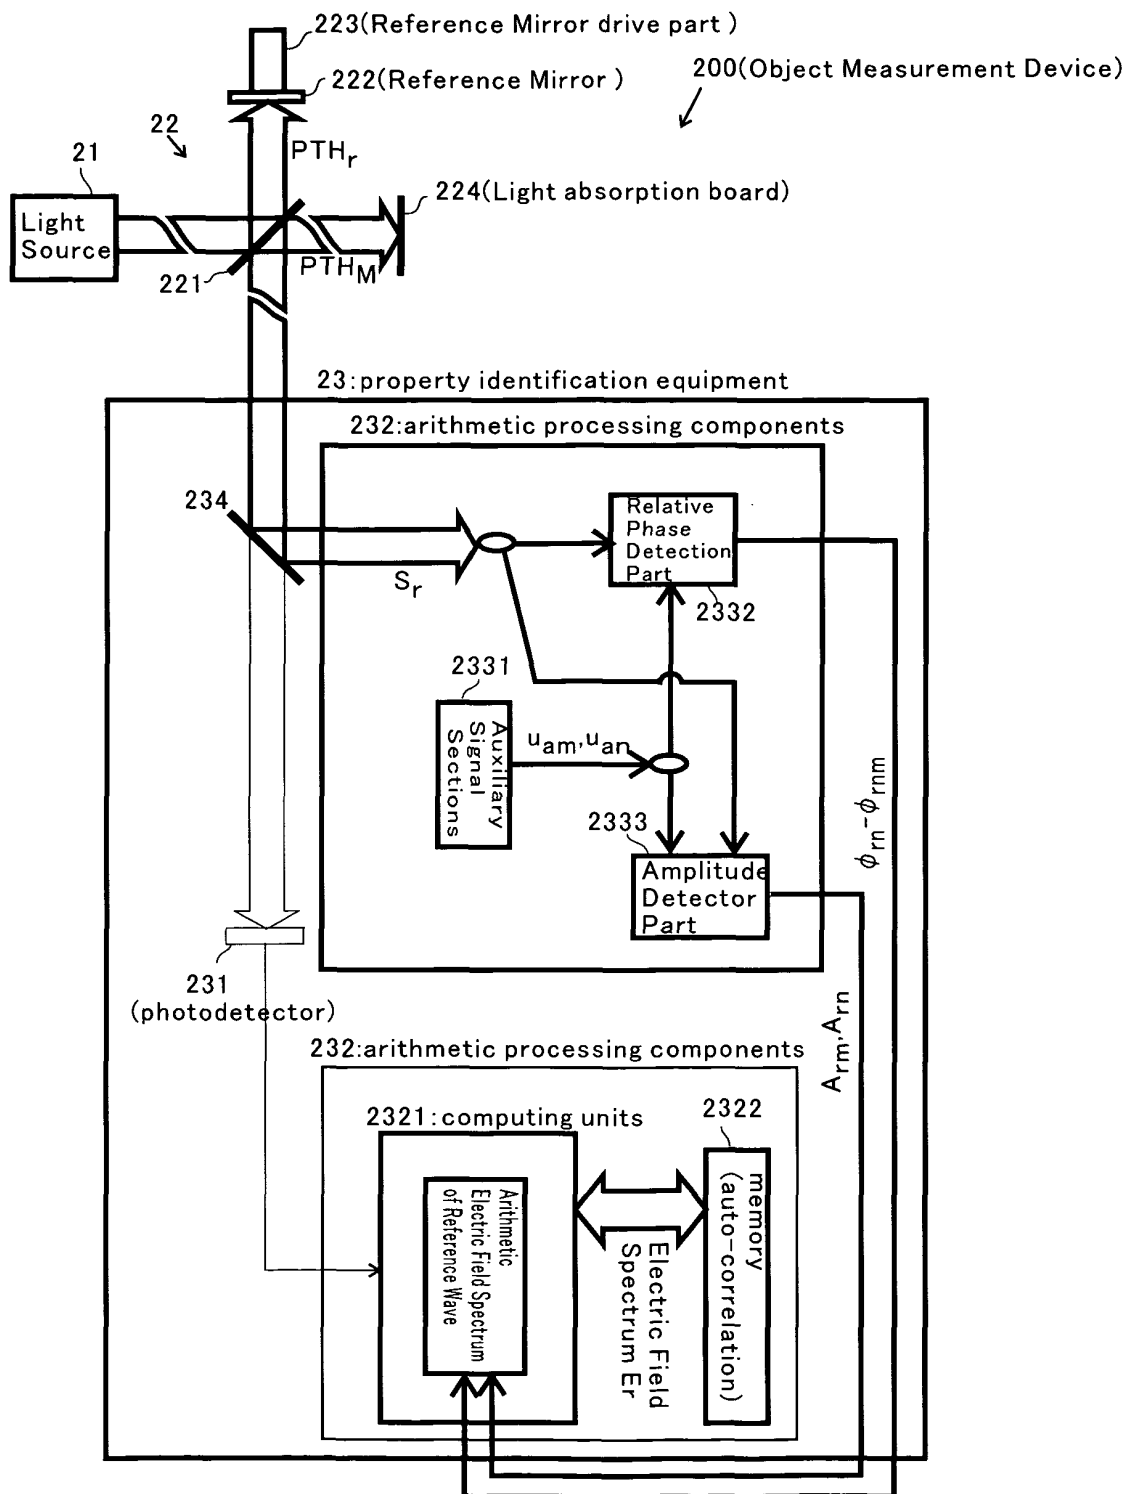 223(Reference Mirror drive part)
222(Reference Mirror )
200(Object Measurement Device)
22
PTHr
21
224(Light absorption board)
Light
Source
221
PTHM
23:property identification equipment
232:arithmetic processing components
234
Relative
Phase
Detection
Part
Sr
2332
2331
Auxiliary
Signal
Sections
uam,uan
2333
ϕrn-ϕrnm
Amplitude
Detector
Part
231
(photodetector)
Arm,Arn
232:arithmetic processing components
2321:computing units
2322
Arithmetic
Electric Field Spectrum
of Reference Wave
Electric Field
Spectrum Er
memory
(auto-correlation)